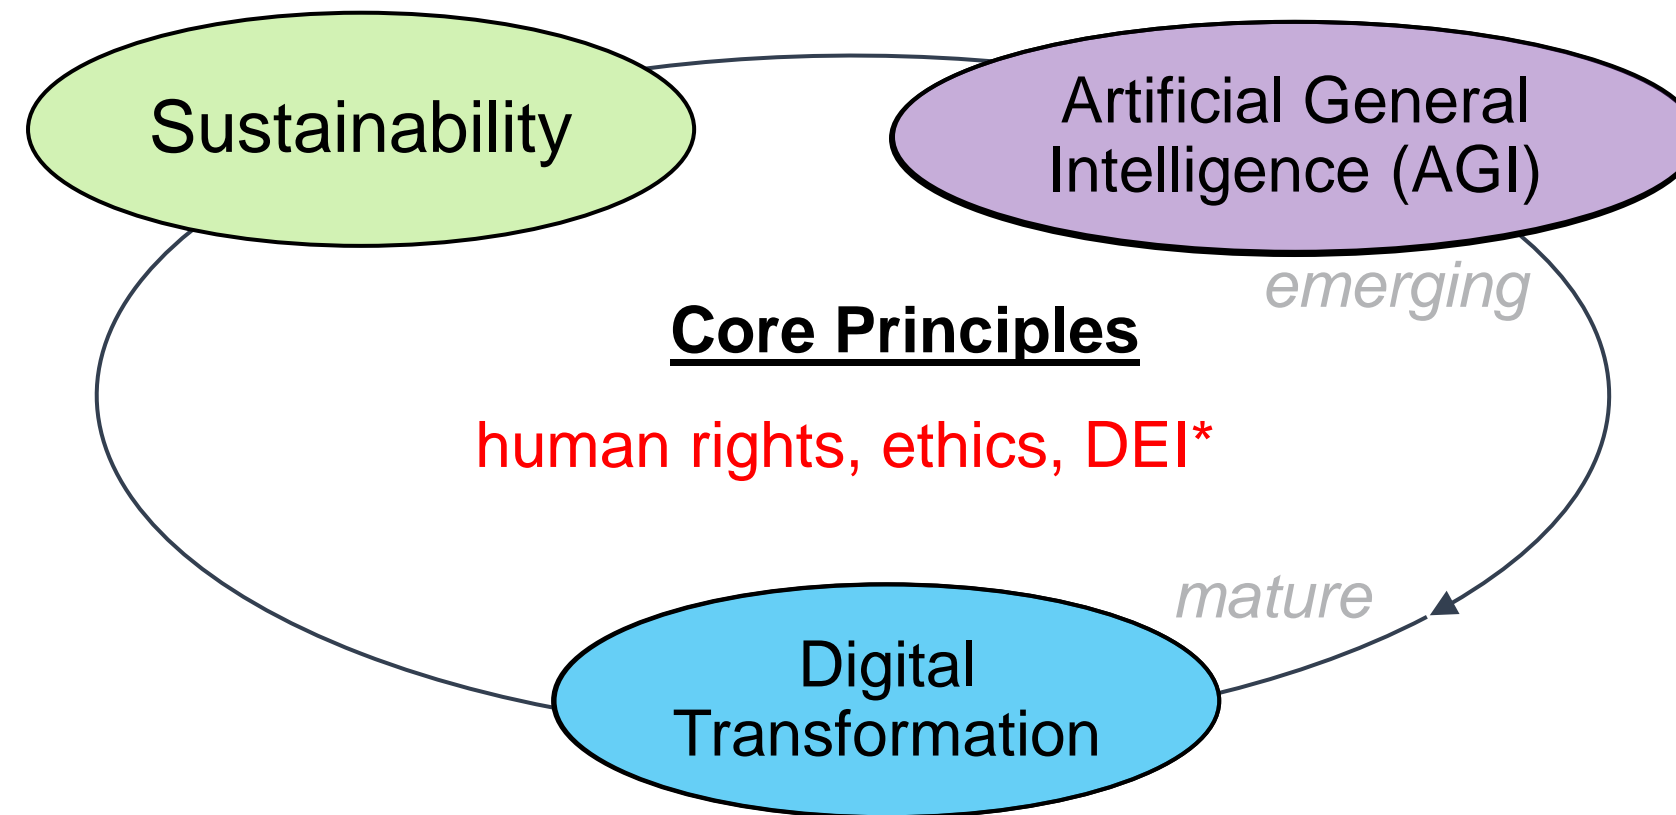 Sustainability
Artificial General
Intelligence (AGI)
emerging
Core Principles
human rights, ethics, DEI*
mature
Digital
Transformation